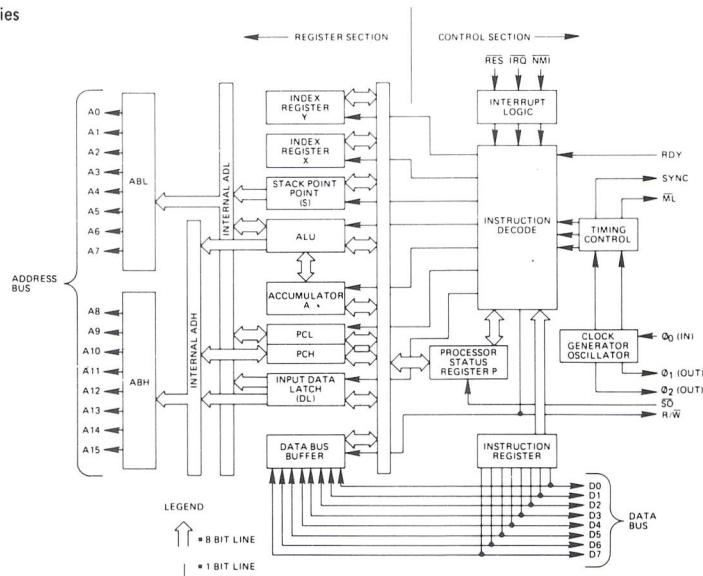 ies
REGISTER SECTION
CONTROL SECTION
RES IRQ NMI
INTERRUPT
LOGIC
INDEX
REGISTER
Y
INDEX
REGISTER
X
STACK POINT
POINT
(S)
ALU
ACCUMULATOR
A
PCL
PCH
INPUT DATA
LATCH
(DL)
DATA BUS
BUFFER
INTERNAL ADL
INTERNAL ADH
ABL
ABH
ADDRESS
BUS
A0
A1
A2
A3
A4
A5
A6
A7
A8
A9
A10
A11
A12
A13
A14
A15
INSTRUCTION
DECODE
TIMING
CONTROL
CLOCK
GENERATOR
OSCILLATOR
PROCESSOR
STATUS
REGISTER P
INSTRUCTION
REGISTER
RDY
SYNC
ML
Ø0 (IN)
Ø1 (OUT)
Ø2 (OUT)
SO
R/W
D0
D1
D2
D3
D4
D5
D6
D7
DATA
BUS
LEGEND
= 8 BIT LINE
= 1 BIT LINE